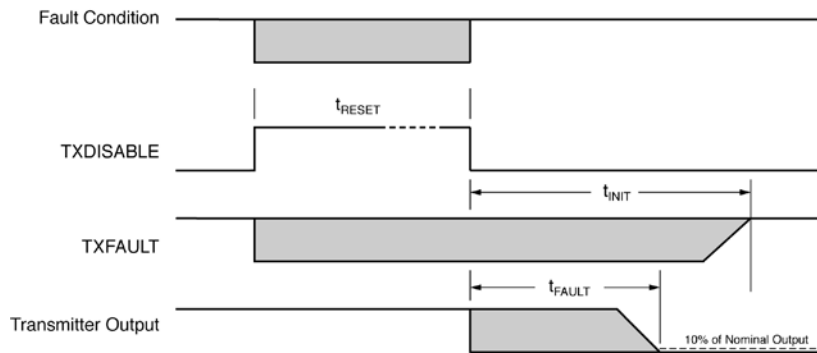 Fault Condition
tRESET
TXDISABLE
tINIT
TXFAULT
tFAULT
Transmitter Output
10% of Nominal Output